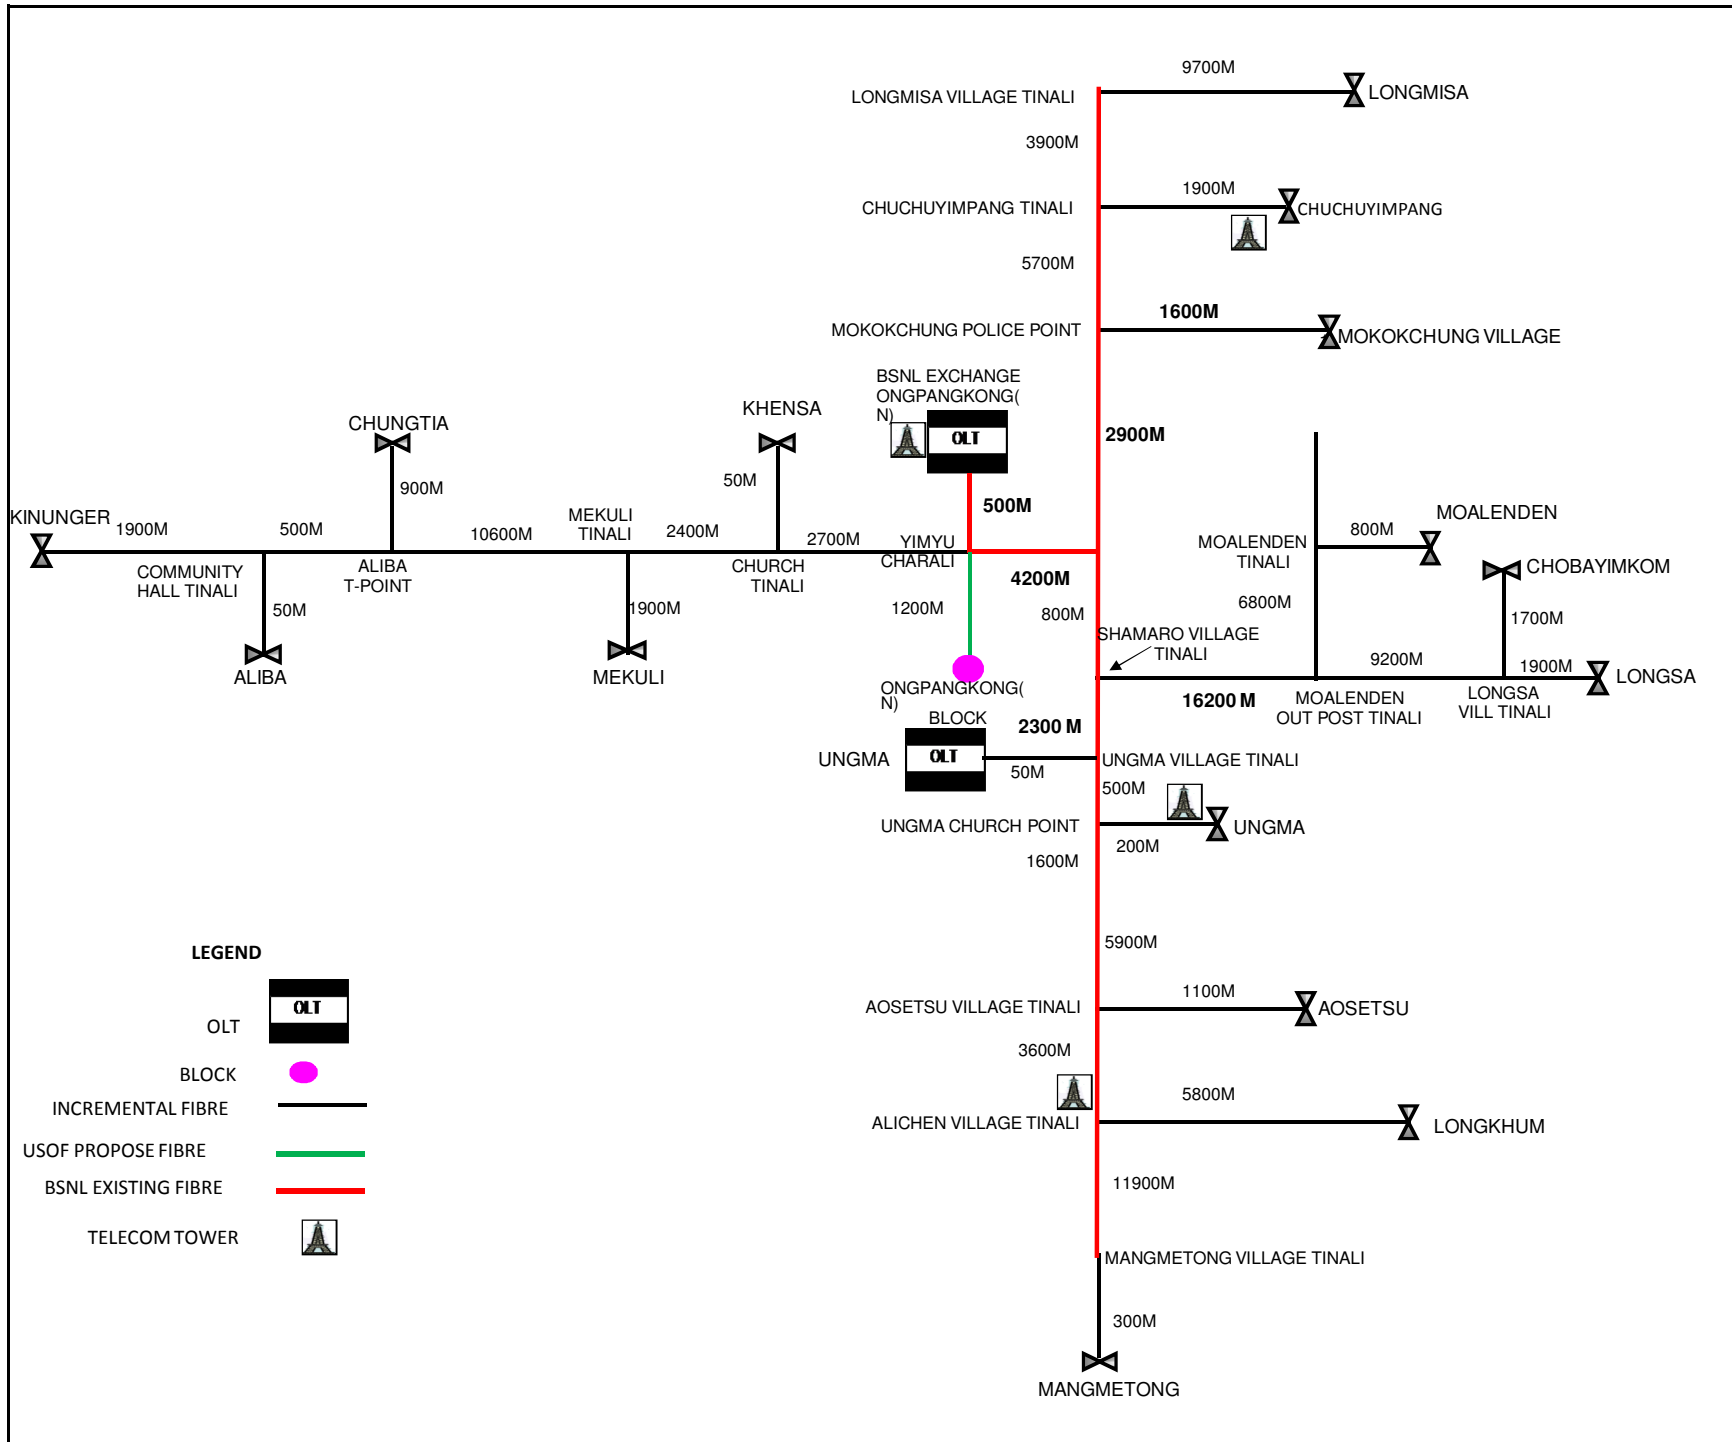 9700M
LONGMISA VILLAGE TINALI
LONGMISA
3900M
1900M
CHUCHUYIMPANG TINALI
CHUCHUYIMPANG
5700M
1600M
MOKOKCHUNG POLICE POINT
MOKOKCHUNG VILLAGE
BSNL EXCHANGE
ONGPANGKONG(
N)
OLT
KHENSA
CHUNGTIA
2900M
50M
900M
500M
KINUNGER
1900M
500M
10600M
MEKULI
TINALI
2400M
2700M
YIMYU
CHARALI
MOALENDEN
800M
MOALENDEN
TINALI
COMMUNITY
HALL TINALI
ALIBA
T-POINT
CHURCH
TINALI
4200M
CHOBAYIMKOM
50M
1900M
1200M
800M
6800M
1700M
SHAMARO VILLAGE
TINALI
ALIBA
MEKULI
9200M
1900M
LONGSA
ONGPANGKONG(
N)
BLOCK
16200 M
MOALENDEN
OUT POST TINALI
LONGSA
VILL TINALI
2300 M
UNGMA
OLT
50M
UNGMA VILLAGE TINALI
500M
UNGMA CHURCH POINT
UNGMA
200M
1600M
5900M
LEGEND
1100M
AOSETSU VILLAGE TINALI
AOSETSU
OLT
OLT
3600M
BLOCK
5800M
INCREMENTAL FIBRE
ALICHEN VILLAGE TINALI
LONGKHUM
USOF PROPOSE FIBRE
BSNL EXISTING FIBRE
11900M
TELECOM TOWER
MANGMETONG VILLAGE TINALI
300M
MANGMETONG